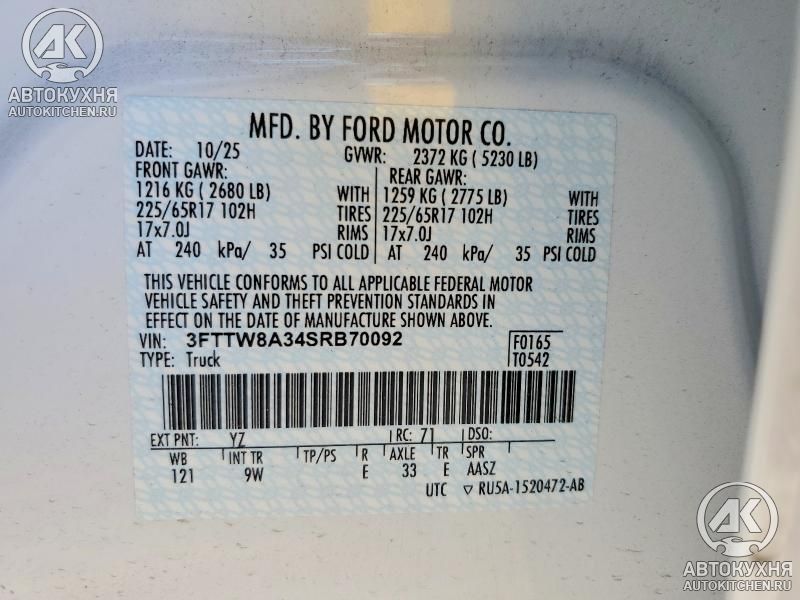 AK
АВТОКУХНЯ
AUTOKITCHEN.RU
MFD. BY FORD MOTOR CO.
DATE: 10/25 GVWR: 2372 KG ( 5230 LB)
FRONT GAWR: REAR GAWR:
1216 KG ( 2680 LB) WITH 1259 KG ( 2775 LB) WITH
225/65R17 102H TIRES 225/65R17 102H TIRES
17x7.0J RIMS 17x7.0J RIMS
AT 240 kPa/ 35 PSI COLD AT 240 kPa/ 35 PSI COLD
THIS VEHICLE CONFORMS TO ALL APPLICABLE FEDERAL MOTOR
VEHICLE SAFETY AND THEFT PREVENTION STANDARDS IN
EFFECT ON THE DATE OF MANUFACTURE SHOWN ABOVE.
VIN: 3FTTW8A34SRB70092 F0165
TYPE: Truck T0542
EXT PNT: YZ RC: 71 DSO:
WB INT TR TP/PS R AXLE TR SPR
121 9W E 33 E AASZ
UTC ▽ RU5A-1520472-AB
AK
АВТОКУХНЯ
AUTOKITCHEN.RU